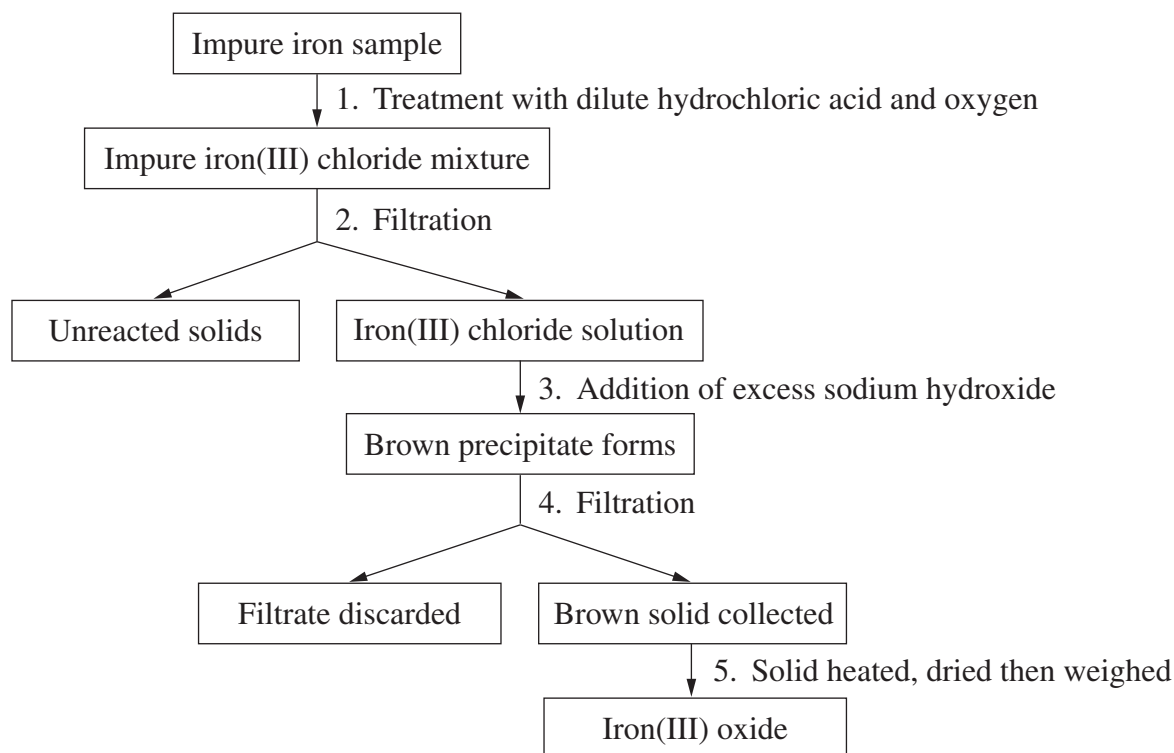 Impure iron sample
1. Treatment with dilute hydrochloric acid and oxygen
Impure iron(III) chloride mixture
2. Filtration
Unreacted solids
Iron(III) chloride solution
3. Addition of excess sodium hydroxide
Brown precipitate forms
4. Filtration
Filtrate discarded
Brown solid collected
5. Solid heated, dried then weighed
Iron(III) oxide